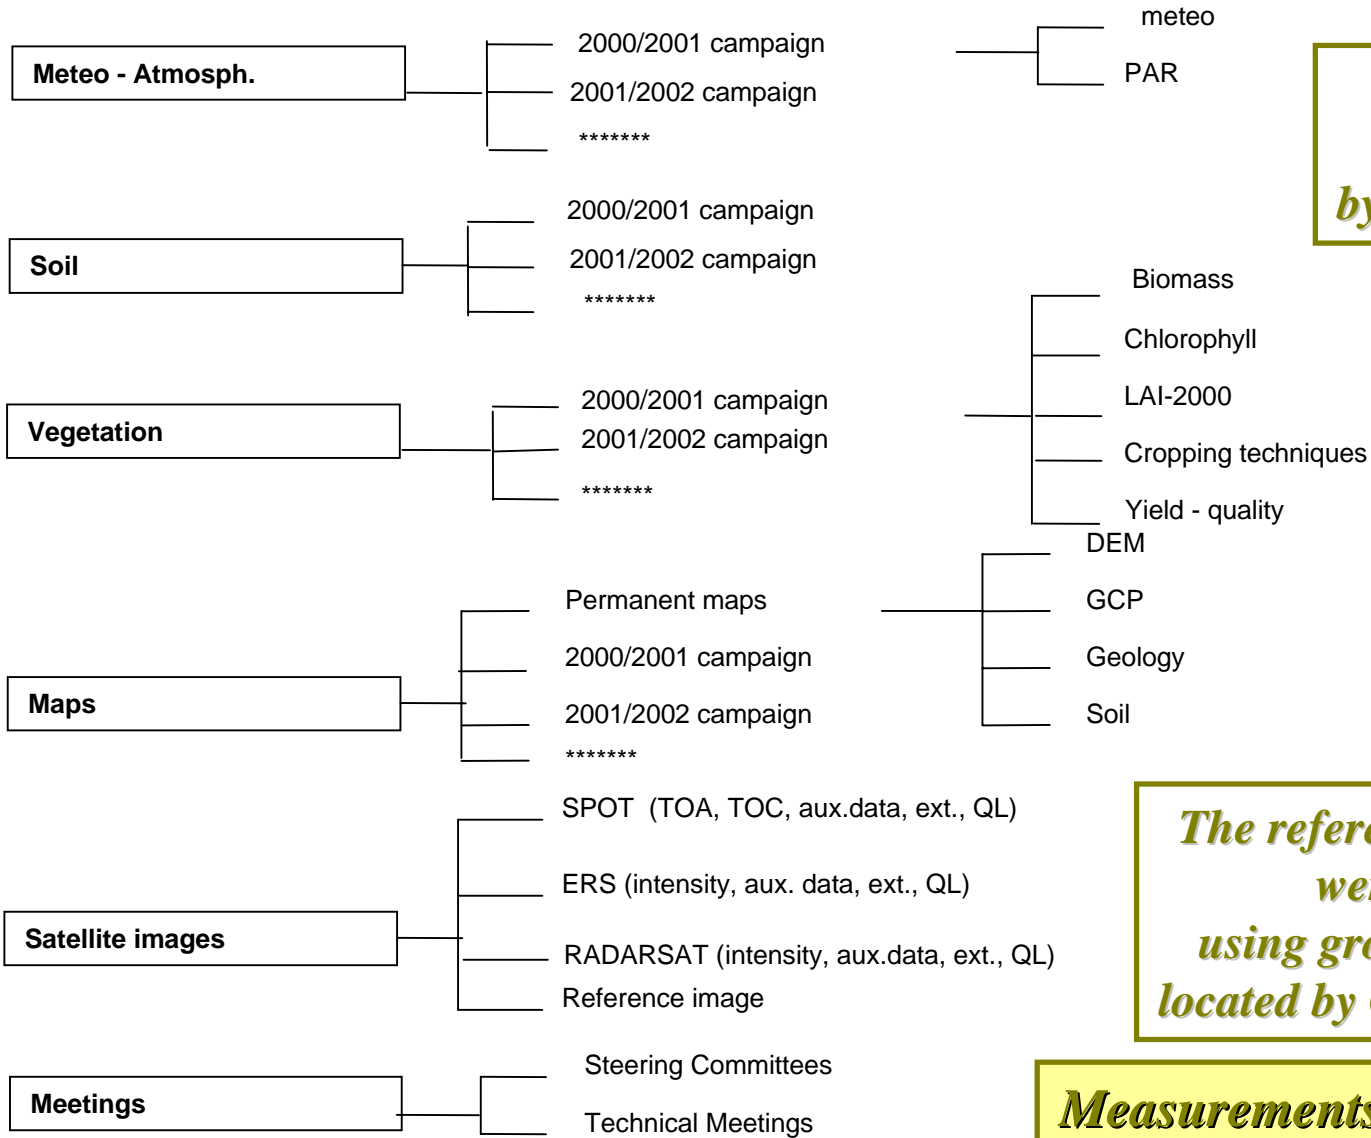 meteo
2000/2001 campaign
Meteo - Atmosph.
PAR
2001/2002 campaign
*******
by
2000/2001 campaign
Soil
2001/2002 campaign
*******
Biomass
Chlorophyll
2000/2001 campaign
LAI-2000
Vegetation
2001/2002 campaign
Cropping techniques
*******
Yield - quality
DEM
Permanent maps
GCP
2000/2001 campaign
Geology
Maps
2001/2002 campaign
Soil
*******
SPOT (TOA, TOC, aux.data, ext., QL)
ERS (intensity, aux. data, ext., QL)
Satellite images
RADARSAT (intensity, aux.data, ext., QL)
Reference image
The refere
we
using gro
located by
Steering Committees
Meetings
Technical Meetings
Measurements